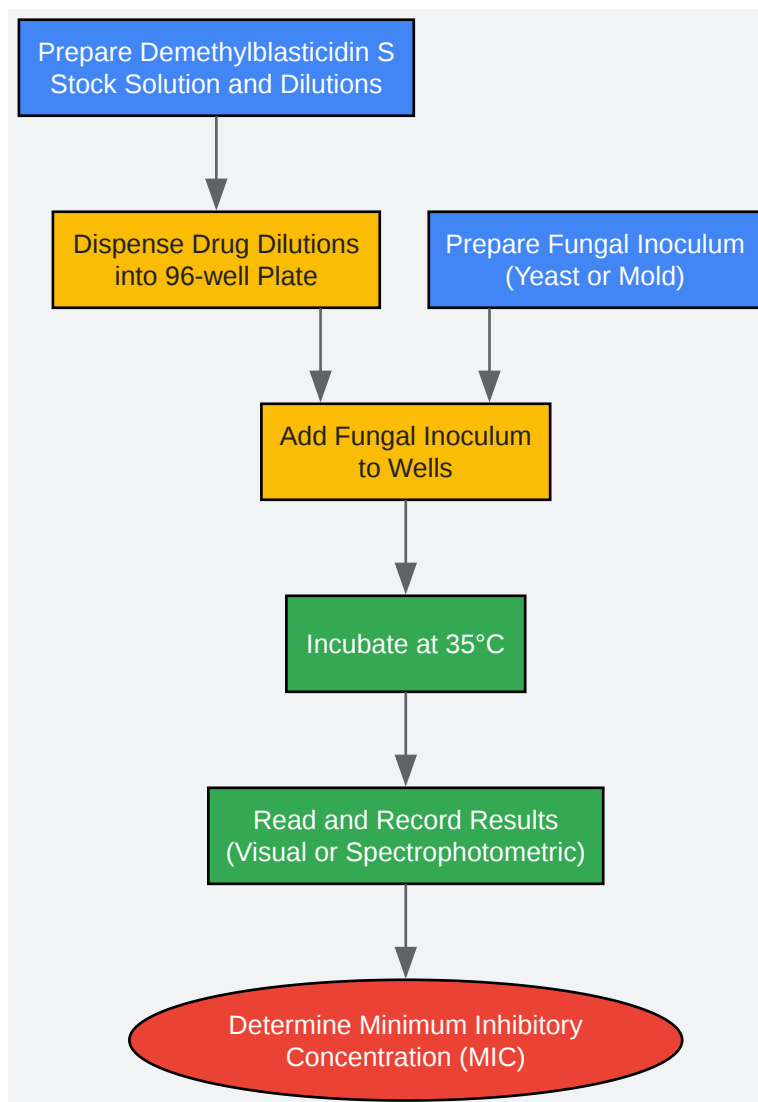 Prepare Demethylblasticidin S
Stock Solution and Dilutions
Dispense Drug Dilutions
into 96-well Plate
Prepare Fungal Inoculum
(Yeast or Mold)
Add Fungal Inoculum
to Wells
Incubate at 35°C
Read and Record Results
(Visual or Spectrophotometric)
Determine Minimum Inhibitory
Concentration (MIC)